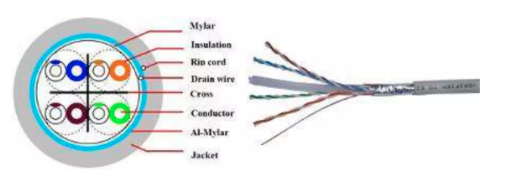 Mylar
Insulation
Rip cord
Drain wire
Cross
Conductor
Al-Mylar
Jacket